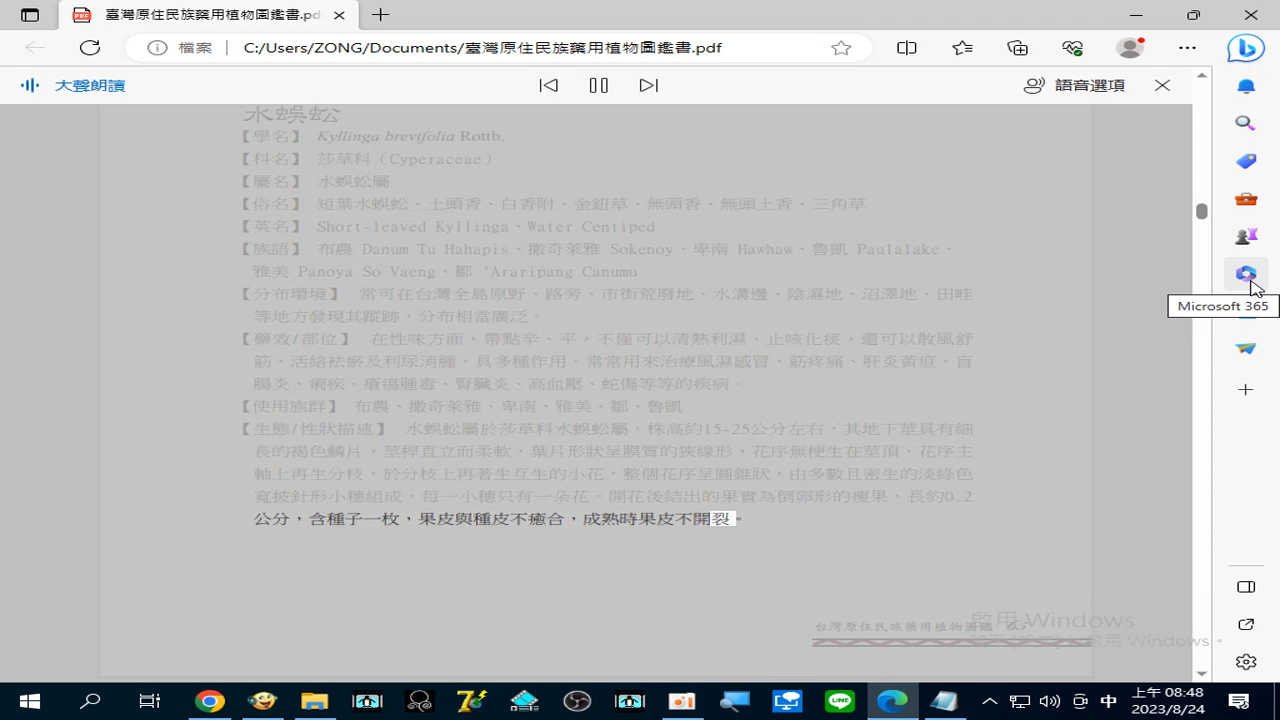 臺灣原住民族藥用植物圖鑑書.pdf
檔案
C:/Users/ZONG/Documents/臺灣原住民族藥用植物圖鑑書.pdf
大聲朗讀
語音選項
水蜈蚣
【學名】 Kyllinga brevifolia Rottb.
【科名】 莎草科（Cyperaceae）
【屬名】 水蜈蚣屬
【俗名】 短葉水蜈蚣、土頭香、白香附、金鈕草、無頭香、無頭土香、三角草
【英名】 Short-leaved Kyllinga、Water Centiped
【族語】 布農 Danum Tu Hahapis、撒奇萊雅 Sokenoy、卑南 Hawhaw、魯凱 Paulalake、
雅美 Panoya So Vaeng、鄒 'Araripang Canumu
【分布環境】 常可在台灣全島原野、路旁、市街荒廢地、水溝邊、陰濕地、沼澤地、田畦
等地方發現其蹤跡，分布相當廣泛。
【藥效/部位】 在性味方面，帶點辛、平，不僅可以清熱利濕、止咳化痰，還可以散風舒
筋、活絡袪瘀及利尿消腫，具多種作用。常常用來治療風濕感冒、筋疼痛、肝炎黃疸、盲
腸炎、痢疾、瘡瘍腫毒、腎臟炎、高血壓、蛇傷等等的疾病。
【使用族群】 布農、撒奇萊雅、卑南、雅美、鄒、魯凱
【生態/性狀描述】 水蜈蚣屬於莎草科水蜈蚣屬，株高約15-25公分左右，其地下莖具有細
長的褐色鱗片，莖稈直立而柔軟，葉片形狀呈膜質的狹線形，花序無梗生在莖頂，花序主
軸上再生分枝，於分枝上再著生互生的小花，整個花序呈圓錐狀，由多數且密生的淡綠色
寬披針形小穗組成，每一小穗只有一朵花。開花後結出的果實為倒卵形的瘦果，長約0.2
公分，含種子一枚，果皮與種皮不癒合，成熟時果皮不開裂。
台灣原住民族藥用植物圖鑑
啟用 Windows
Microsoft 365
中
上午 08:48
2023/8/24